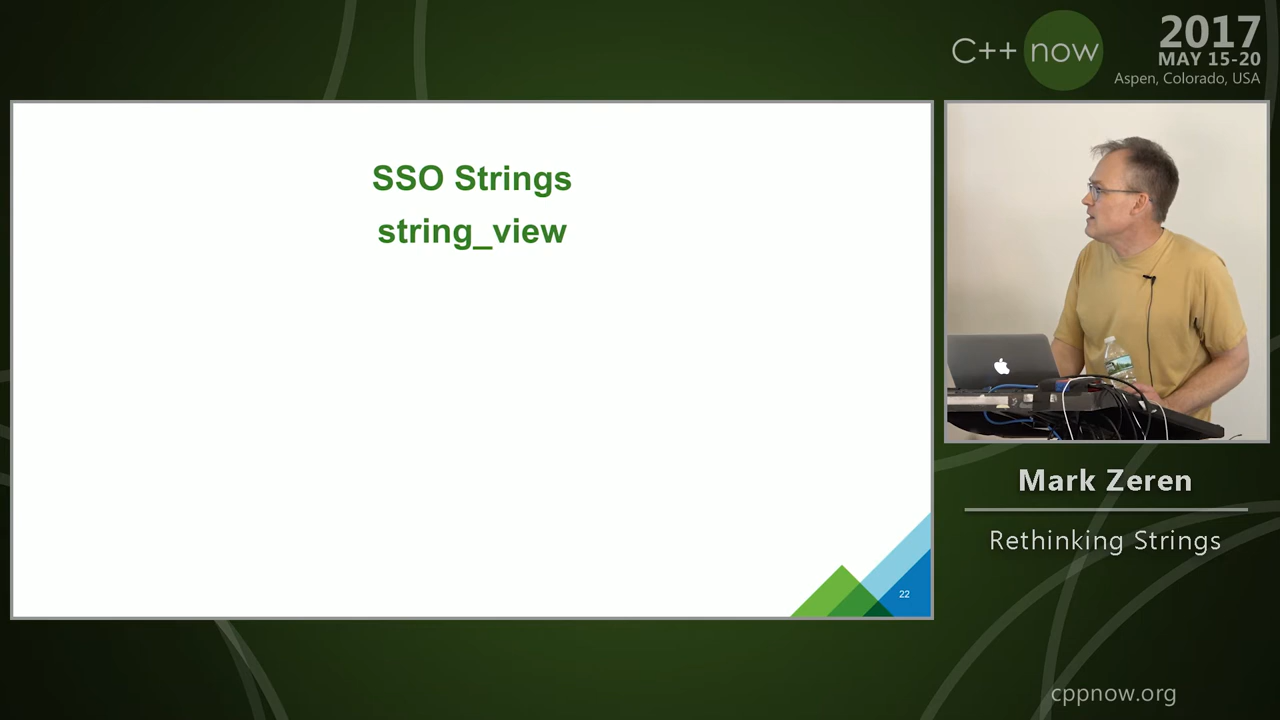 C++ now
2017
MAY 15-20
Aspen, Colorado, USA
SSO Strings
string_view
22
Mark Zeren
Rethinking Strings
cppnow.org